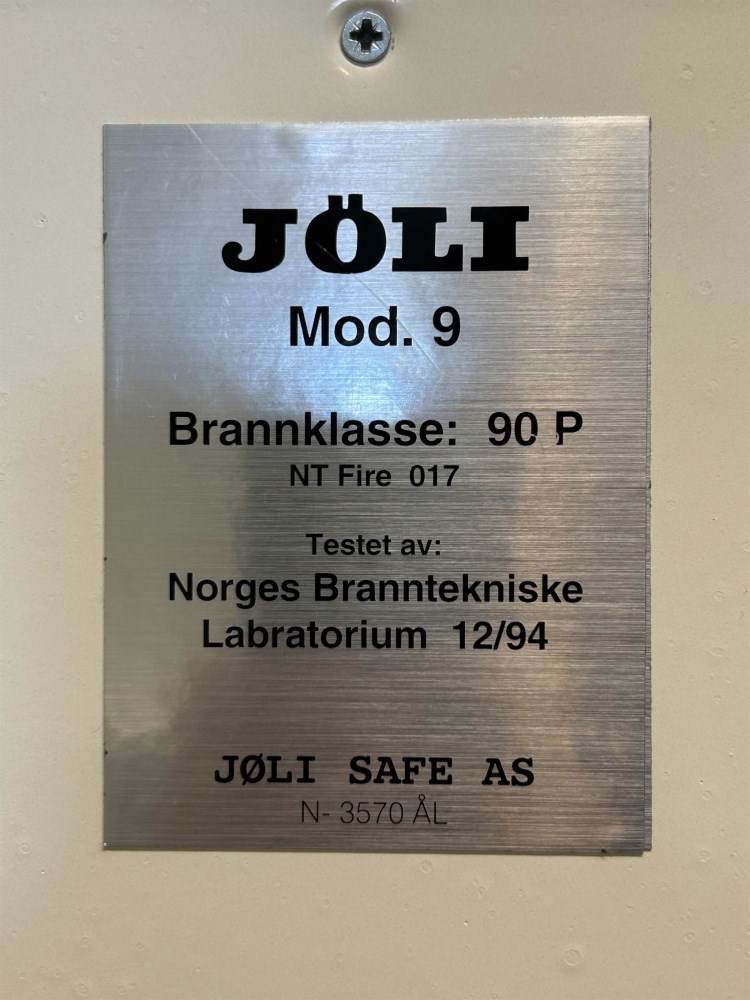 JÖLI
Mod. 9
Brannklasse: 90 P
NT Fire 017
Testet av:
Norges Branntekniske
Labratorium 12/94
JØLI SAFE AS
N- 3570 ÅL